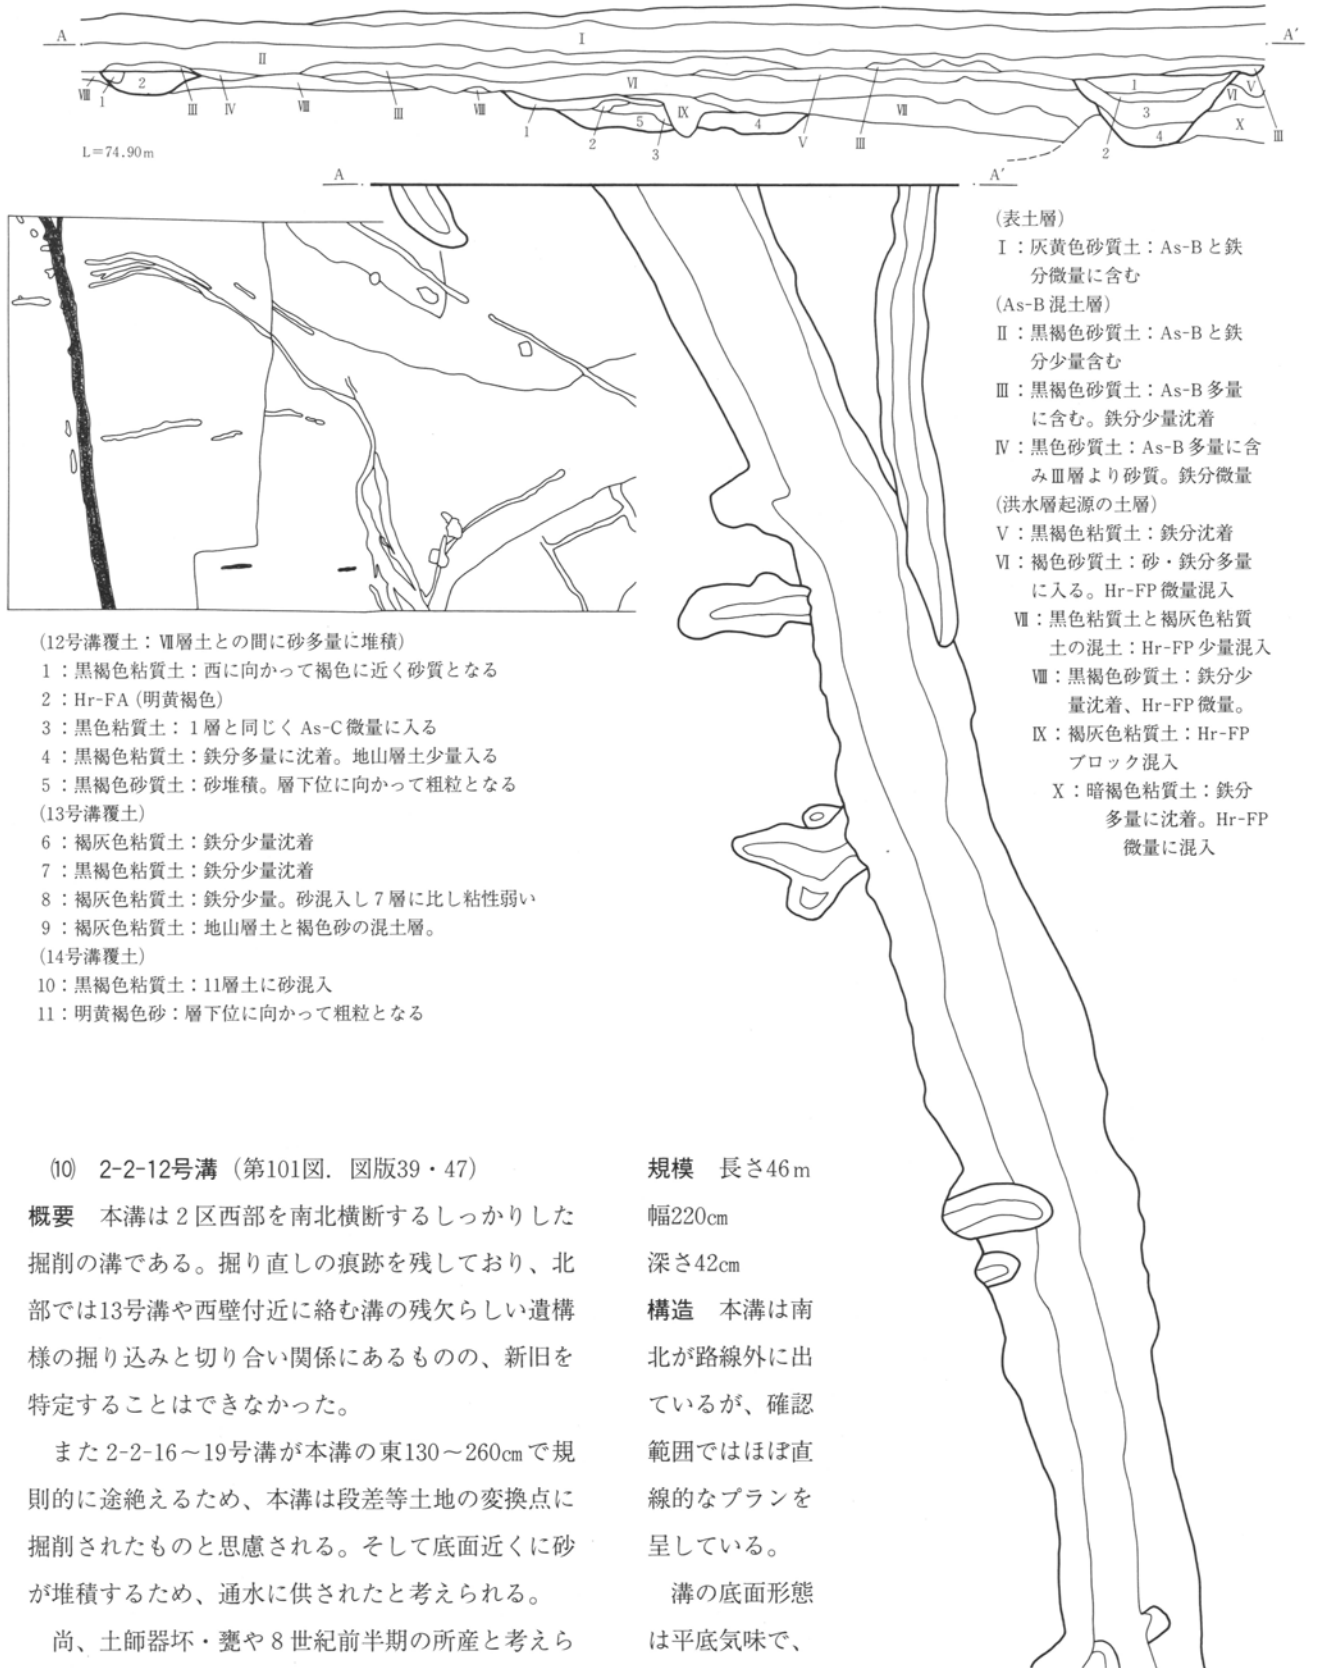 A
A′
Ⅰ
Ⅱ
Ⅷ
1
2
Ⅲ
Ⅳ
Ⅷ
Ⅲ
Ⅷ
Ⅵ
1
2
5
3
Ⅸ
4
Ⅴ
Ⅲ
Ⅶ
1
3
2
4
Ⅵ
Ⅴ
Ⅹ
Ⅲ
L=74.90m
A
A′
(表土層)
Ⅰ：灰黄色砂質土：As-Bと鉄
分微量に含む
(As-B混土層)
Ⅱ：黒褐色砂質土：As-Bと鉄
分少量含む
Ⅲ：黒褐色砂質土：As-B多量
に含む。鉄分少量沈着
Ⅳ：黒色砂質土：As-B多量に含
みⅢ層より砂質。鉄分微量
(洪水層起源の土層)
Ⅴ：黒褐色粘質土：鉄分沈着
Ⅵ：褐色砂質土：砂・鉄分多量
に入る。Hr-FP微量混入
Ⅶ：黒色粘質土と褐灰色粘質
土の混土：Hr-FP少量混入
Ⅷ：黒褐色砂質土：鉄分少
量沈着、Hr-FP微量。
Ⅸ：褐灰色粘質土：Hr-FP
ブロック混入
Ⅹ：暗褐色粘質土：鉄分
多量に沈着。Hr-FP
微量に混入
(12号溝覆土：Ⅶ層土との間に砂多量に堆積)
1：黒褐色粘質土：西に向かって褐色に近く砂質となる
2：Hr-FA (明黄褐色)
3：黒色粘質土：1層と同じくAs-C微量に入る
4：黒褐色粘質土：鉄分多量に沈着。地山層土少量入る
5：黒褐色砂質土：砂堆積。層下位に向かって粗粒となる
(13号溝覆土)
6：褐灰色粘質土：鉄分少量沈着
7：黒褐色粘質土：鉄分少量沈着
8：褐灰色粘質土：鉄分少量。砂混入し7層に比し粘性弱い
9：褐灰色粘質土：地山層土と褐色砂の混土層。
(14号溝覆土)
10：黒褐色粘質土：11層土に砂混入
11：明黄褐色砂：層下位に向かって粗粒となる
⑽ 2-2-12号溝（第101図．図版39・47）
概要　本溝は2区西部を南北横断するしっかりした
掘削の溝である。掘り直しの痕跡を残しており、北
部では13号溝や西壁付近に絡む溝の残欠らしい遺構
様の掘り込みと切り合い関係にあるものの、新旧を
特定することはできなかった。
また2-2-16～19号溝が本溝の東130～260㎝で規
則的に途絶えるため、本溝は段差等土地の変換点に
掘削されたものと思慮される。そして底面近くに砂
が堆積するため、通水に供されたと考えられる。
尚、土師器坏・甕や8世紀前半期の所産と考えら
規模　長さ46m
幅220㎝
深さ42㎝
構造　本溝は南
北が路線外に出
ているが、確認
範囲ではほぼ直
線的なプランを
呈している。
溝の底面形態
は平底気味で、